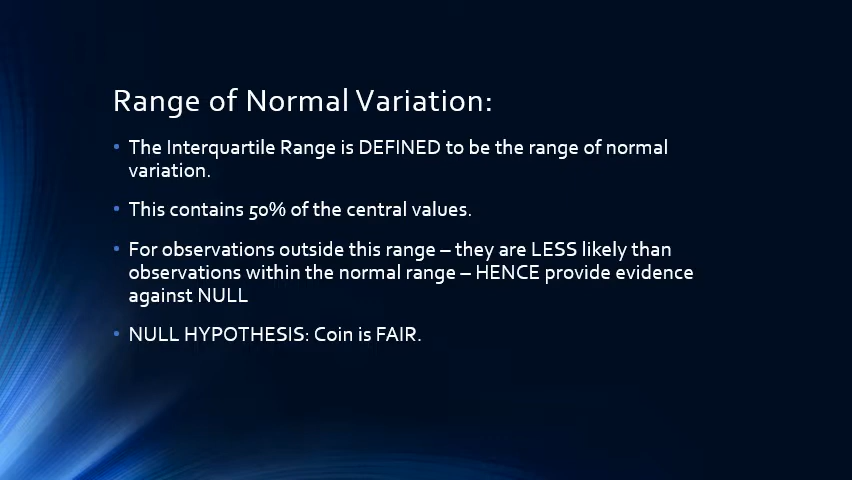 Range of Normal Variation:
• The Interquartile Range is DEFINED to be the range of normal
variation.
• This contains 50% of the central values.
• For observations outside this range – they are LESS likely than
observations within the normal range – HENCE provide evidence
against NULL
• NULL HYPOTHESIS: Coin is FAIR.